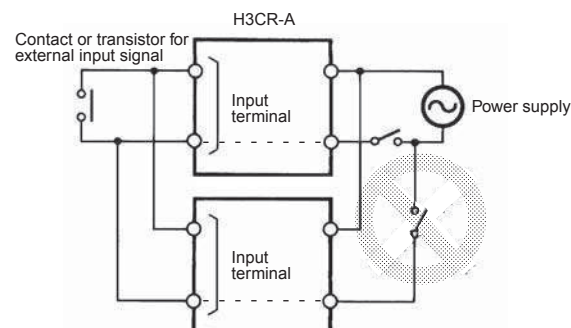 H3CR-A
Contact or transistor for
external input signal
Input
terminal
Power supply
Input
terminal